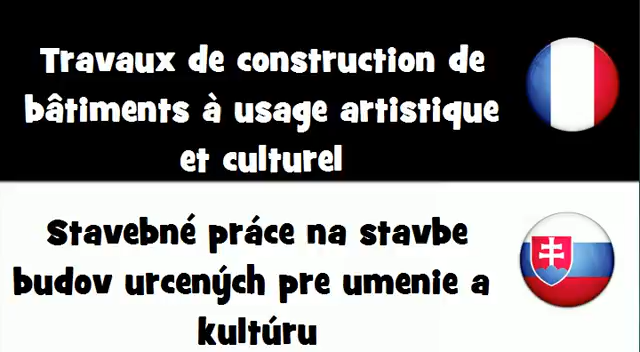 Travaux de construction de
bâtiments à usage artistique
et culturel
Stavebné práce na stavbe
budov urcených pre umenie a
kultúru